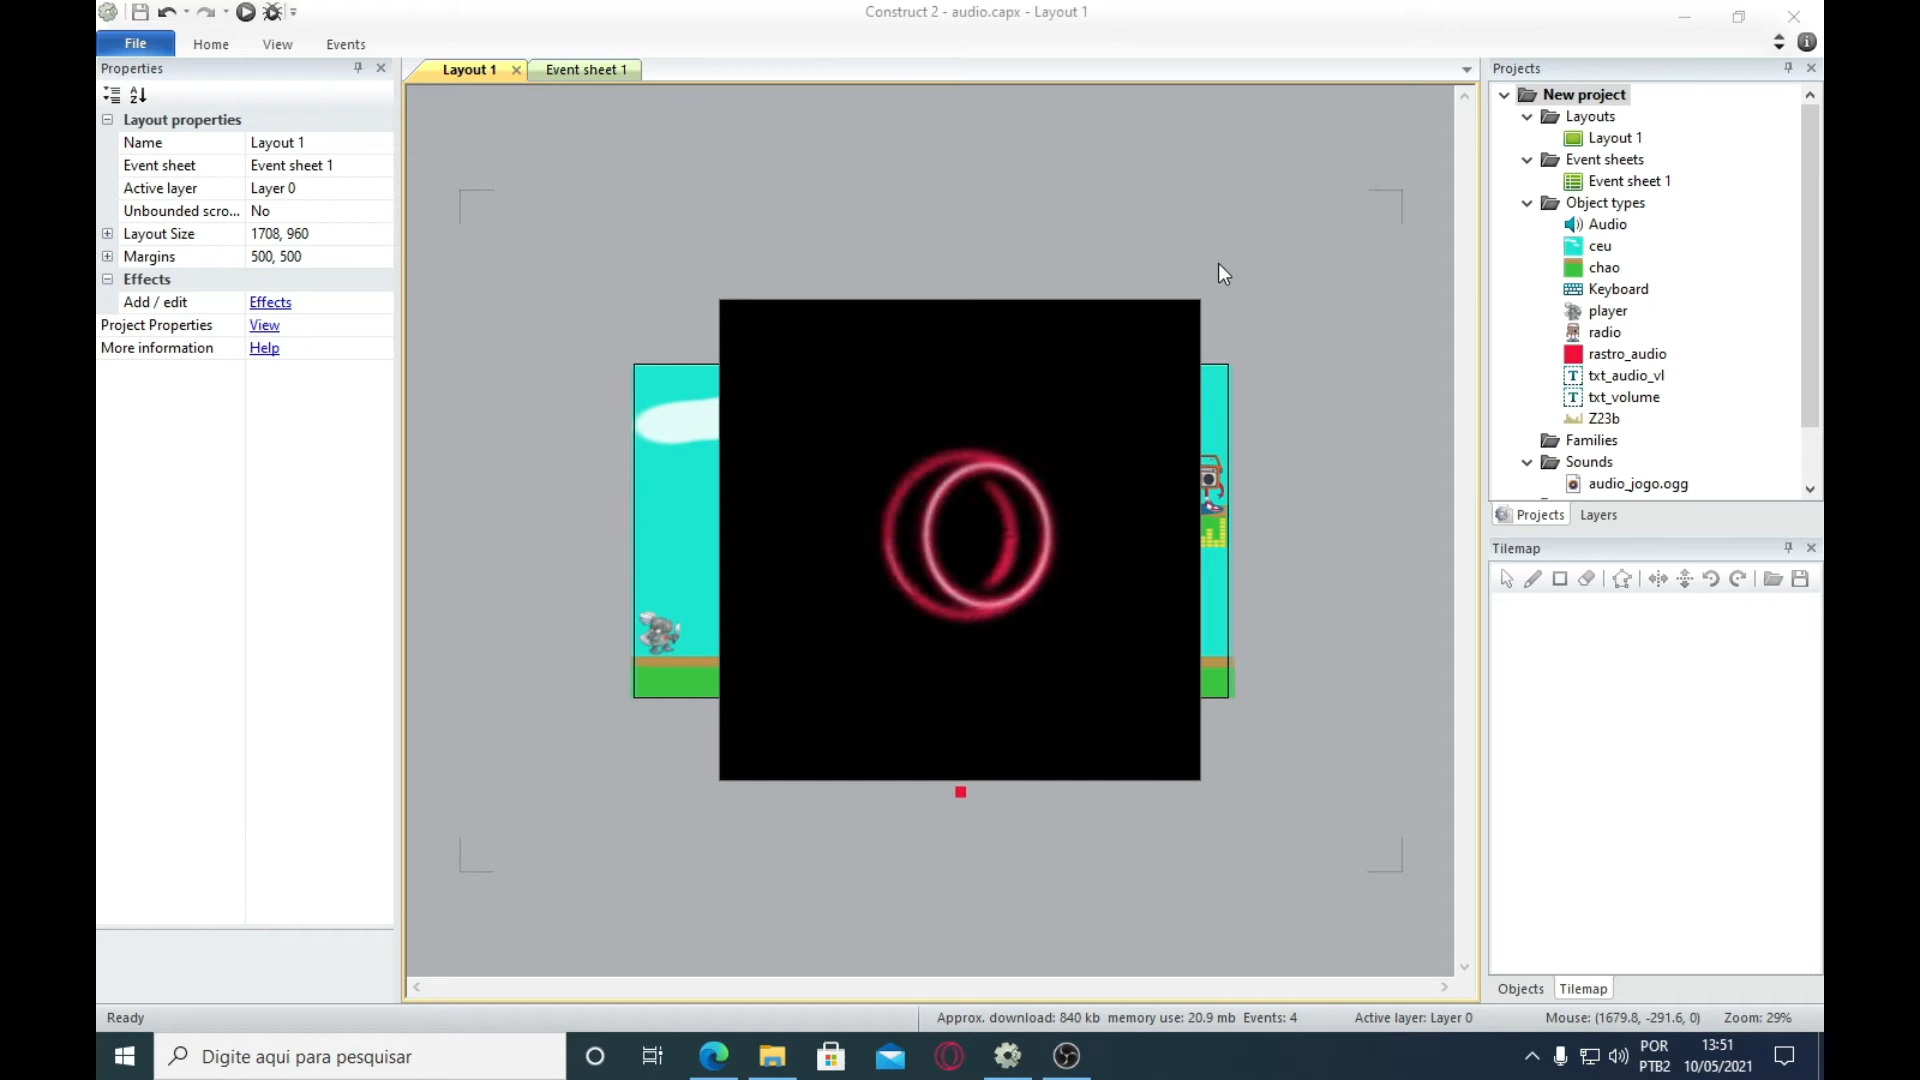 Construct 2 - audio.capx - Layout 1
File
Home
View
Events
Properties
Layout properties
Name
Layout 1
Event sheet
Event sheet 1
Active layer
Layer 0
Unbounded scro...
No
Layout Size
1708, 960
Margins
500, 500
Effects
Add / edit
Effects
Project Properties
View
More information
Help
Layout 1
Event sheet 1
Projects
New project
Layouts
Layout 1
Event sheets
Event sheet 1
Object types
Audio
ceu
chao
Keyboard
player
radio
rastro_audio
txt_audio_vl
txt_volume
Z23b
Families
Sounds
audio_jogo.ogg
Projects
Layers
Tilemap
Objects
Tilemap
Ready
Approx. download: 840 kb memory use: 20.9 mb Events: 4
Active layer: Layer 0
Mouse: (1679.8, -291.6, 0)
Zoom: 29%
Digite aqui para pesquisar
POR
PTB2
13:51
10/05/2021